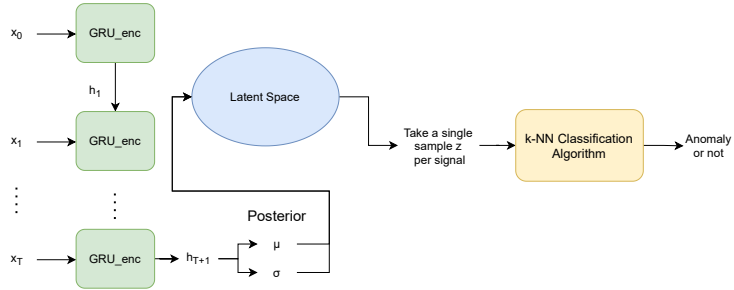 x0
GRU_enc
h1
x1
GRU_enc
xT
GRU_enc
hT+1
Posterior
μ
σ
Latent Space
Take a single
sample z
per signal
k-NN Classification
Algorithm
Anomaly
or not